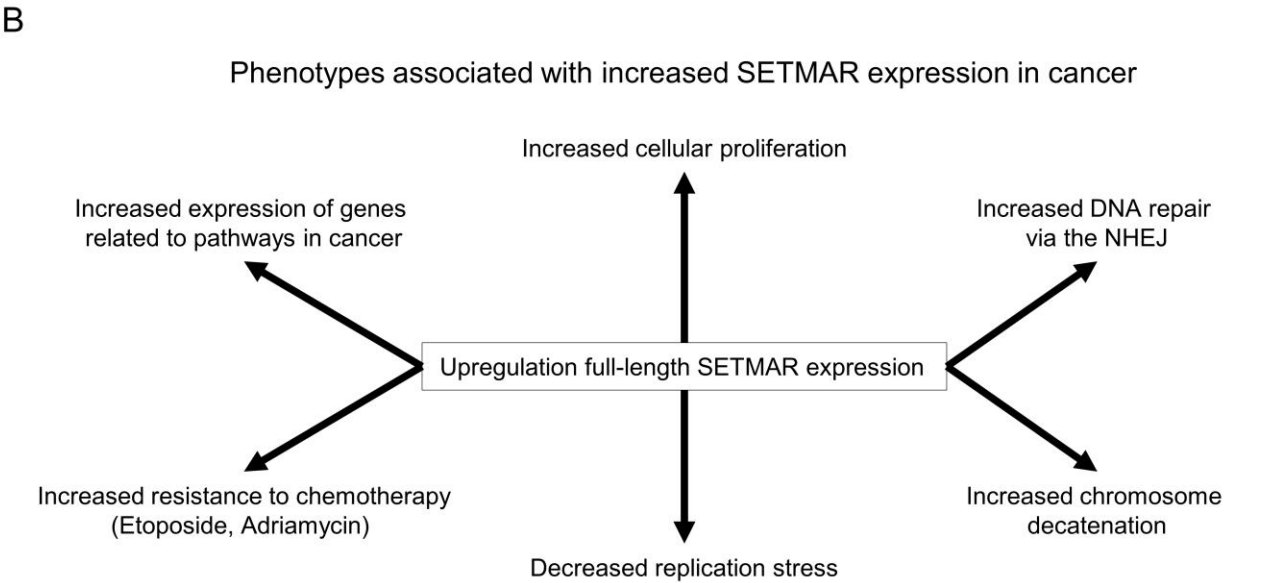 B
Phenotypes associated with increased SETMAR expression in cancer
Increased cellular proliferation
Increased expression of genes
related to pathways in cancer
Increased DNA repair
via the NHEJ
Upregulation full-length SETMAR expression
Increased resistance to chemotherapy
(Etoposide, Adriamycin)
Increased chromosome
decatenation
Decreased replication stress